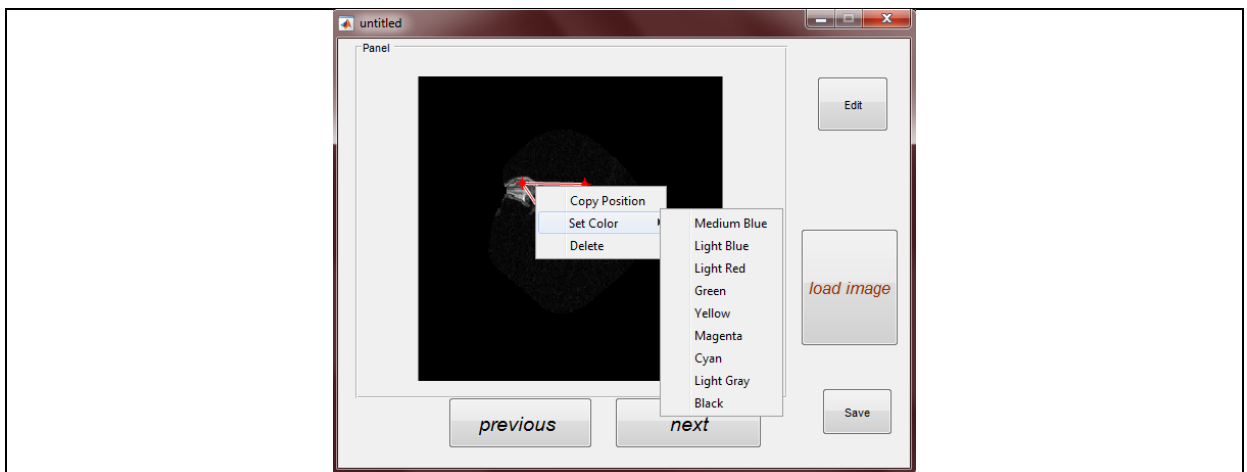 untitled
Panel
Edit
Copy Position
Set Color
Delete
Medium Blue
Light Blue
Light Red
Green
Yellow
Magenta
Cyan
Light Gray
Black
load image
previous
next
Save